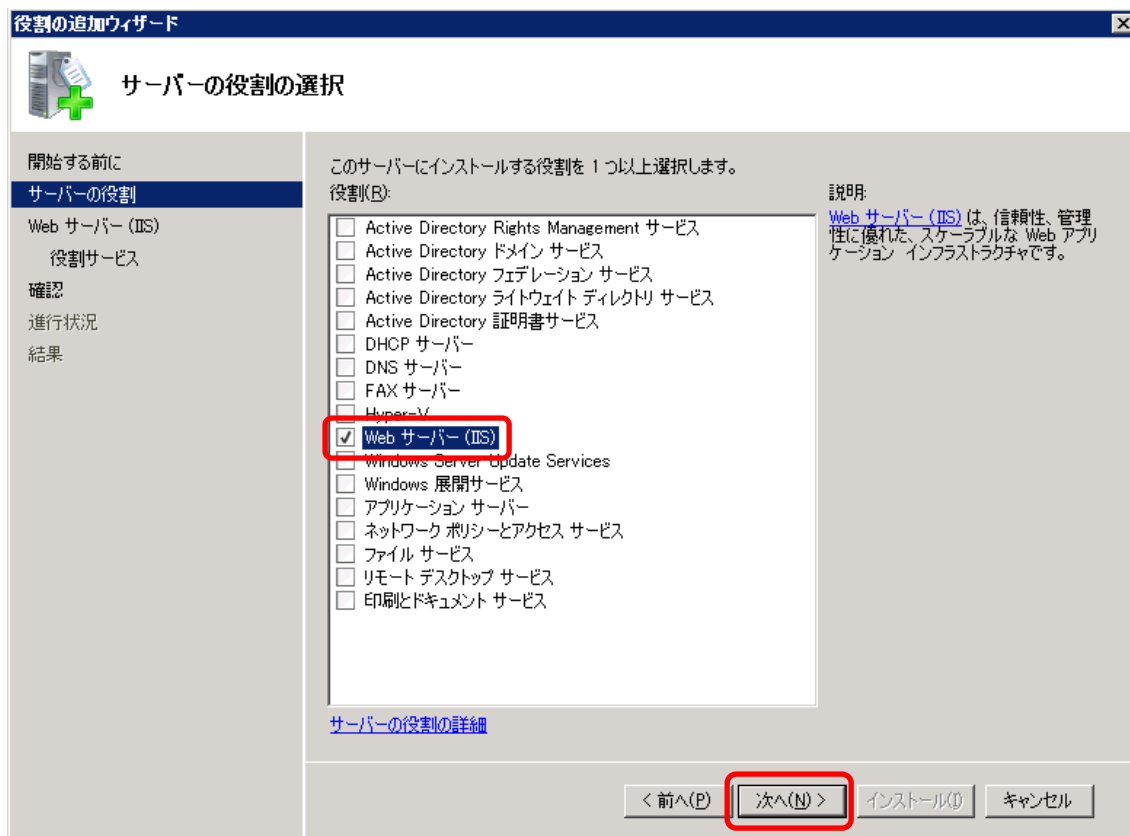 役割の追加ウィザード
サーバーの役割の選択
開始する前に
サーバーの役割
Web サーバー (IIS)
役割サービス
確認
進行状況
結果
このサーバーにインストールする役割を 1 つ以上選択します。
役割(R):
Active Directory Rights Management サービス
Active Directory ドメイン サービス
Active Directory フェデレーション サービス
Active Directory ライトウェイト ディレクトリ サービス
Active Directory 証明書サービス
DHCP サーバー
DNS サーバー
FAX サーバー
Hyper-V
Web サーバー (IIS)
Windows Server Update Services
Windows 展開サービス
アプリケーション サーバー
ネットワーク ポリシーとアクセス サービス
ファイル サービス
リモート デスクトップ サービス
印刷とドキュメント サービス
サーバーの役割の詳細
説明:
Web サーバー (IIS) は、信頼性、管理
性に優れた、スケーラブルな Web アプリ
ケーション インフラストラクチャです。
< 前へ(P)
次へ(N) >
インストール(I)
キャンセル